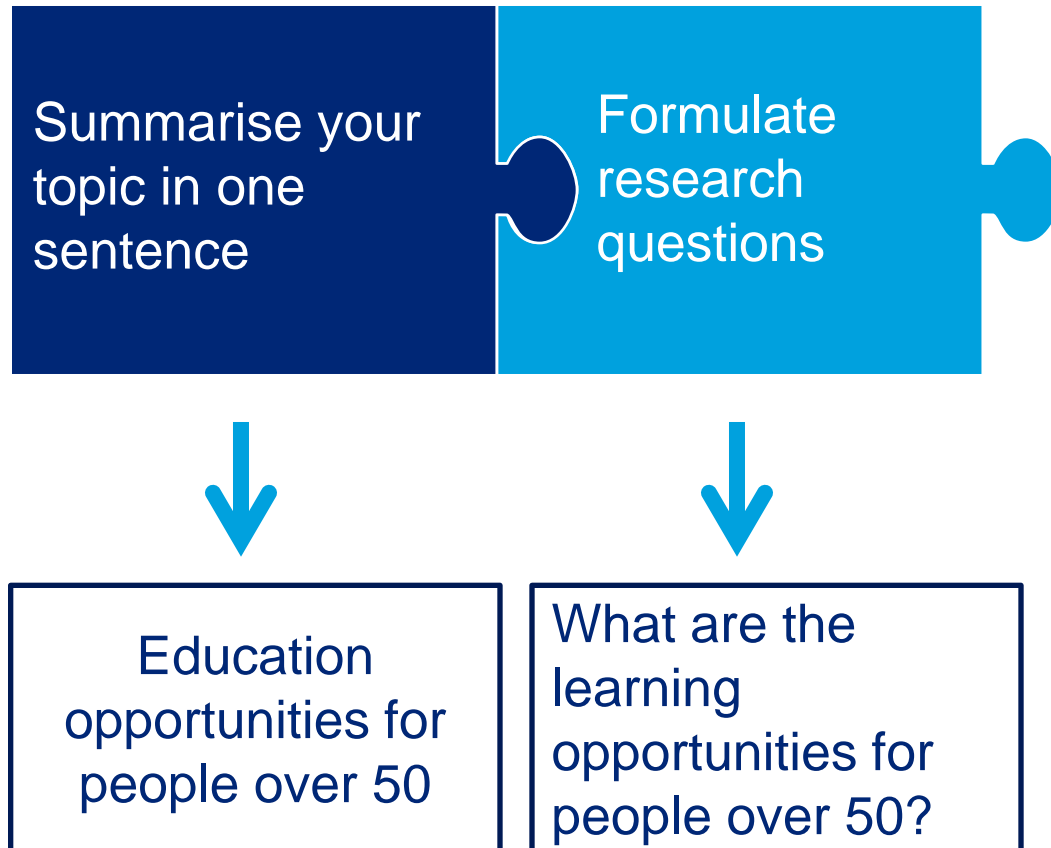 Summarise your
topic in one
sentence
Formulate
research
questions
Education
opportunities for
people over 50
What are the
learning
opportunities for
people over 50?